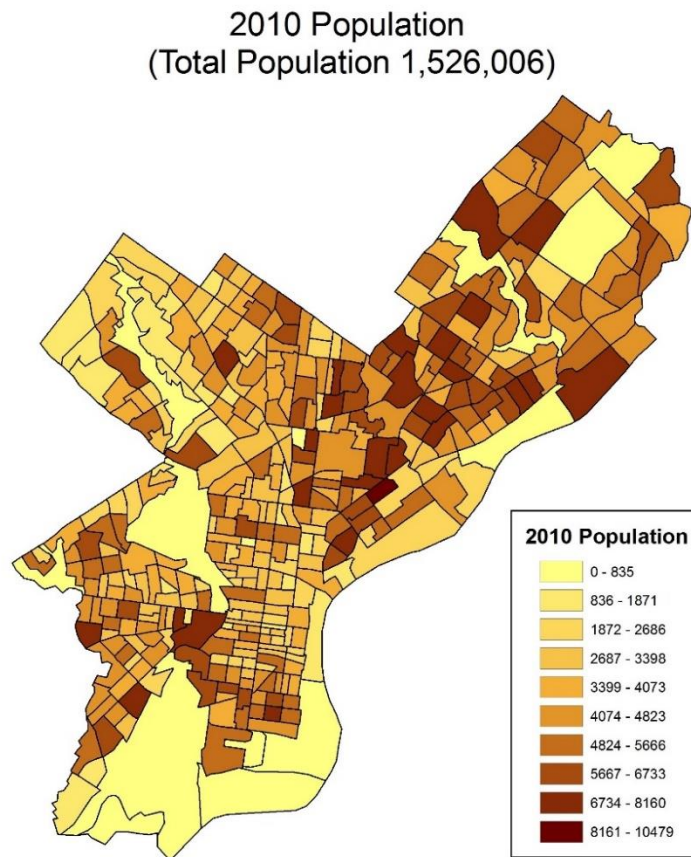 2010 Population
(Total Population 1,526,006)
2010 Population
0 - 835
836 - 1871
1872 - 2686
2687 - 3398
3399 - 4073
4074 - 4823
4824 - 5666
5667 - 6733
6734 - 8160
8161 - 10479